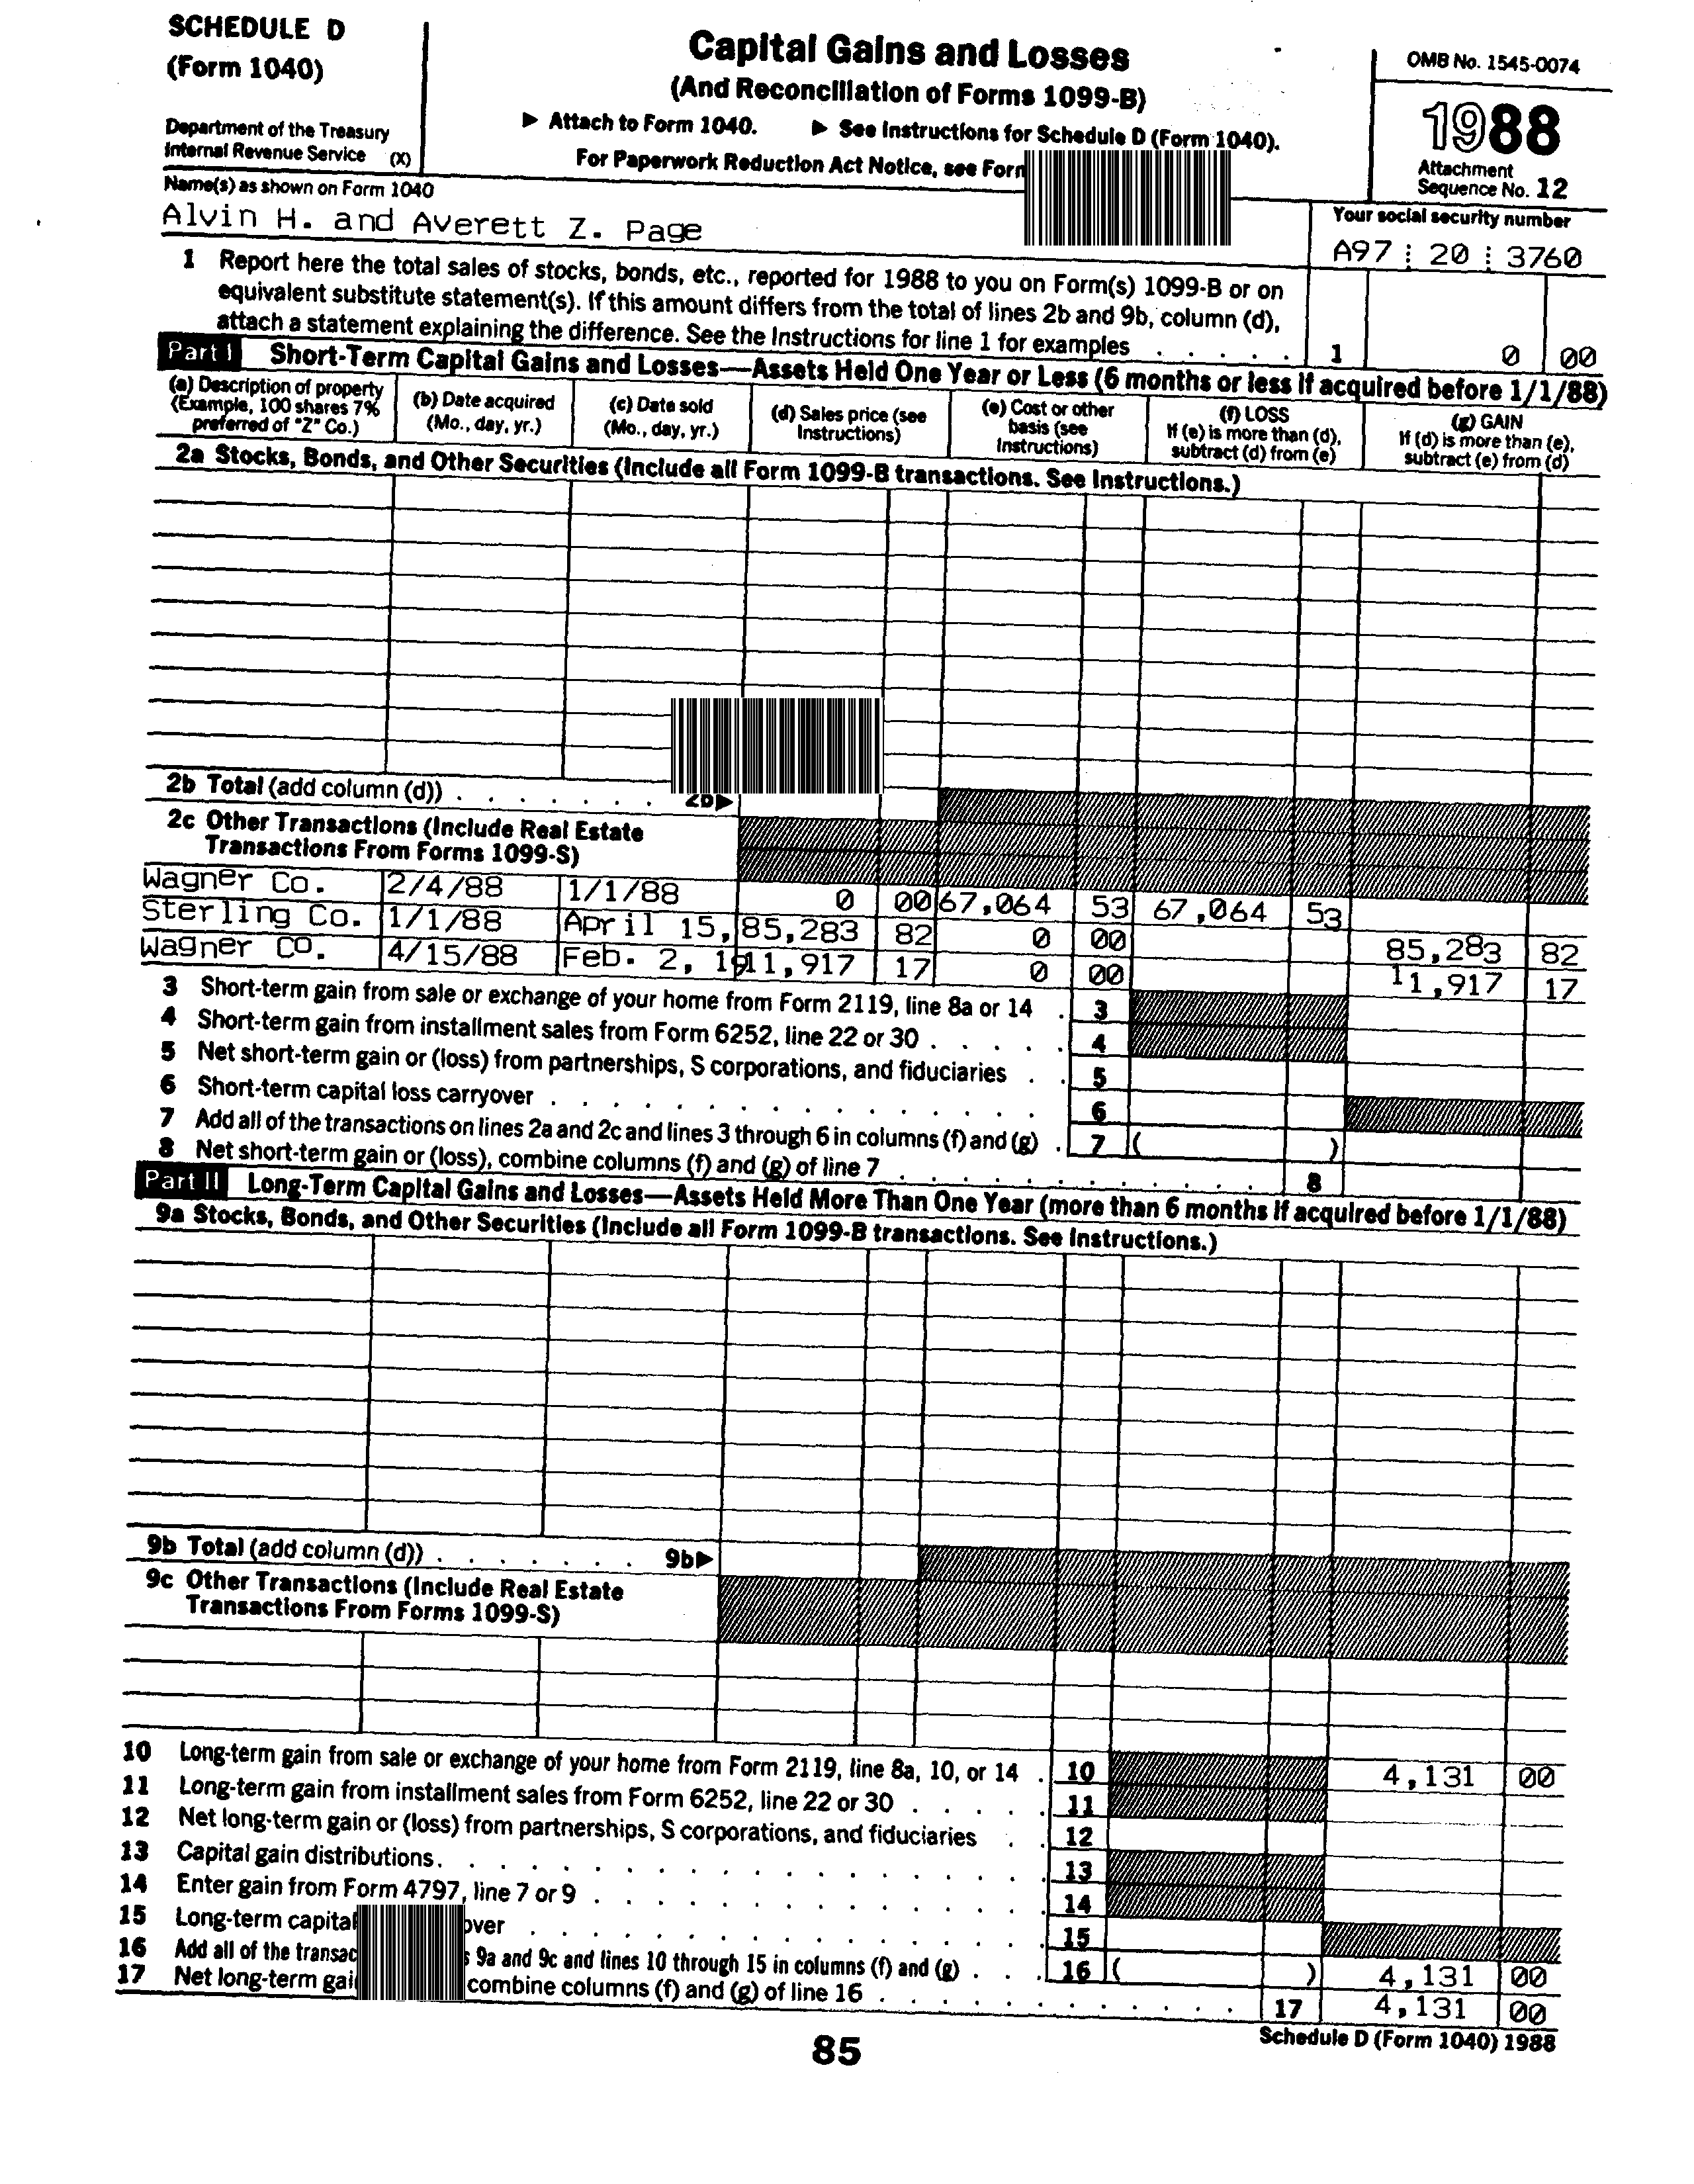 SCHEDULE D
(Form 1040)
Department of the Treasury
Internal Revenue Service (X)
Capital Gains and Losses
(And Reconciliation of Forms 1099-B)
▶ Attach to Form 1040. ▶ See Instructions for Schedule D (Form 1040).
For Paperwork Reduction Act Notice, see Form
OMB No. 1545-0074
1988
Attachment
Sequence No. 12
Name(s) as shown on Form 1040
Alvin H. and Averett Z. Page
Your social security number
A97 20 3760
1 Report here the total sales of stocks, bonds, etc., reported for 1988 to you on Form(s) 1099-B or on
equivalent substitute statement(s). If this amount differs from the total of lines 2b and 9b, column (d),
attach a statement explaining the difference. See the Instructions for line 1 for examples . . . . . 1 0 00
Part I Short-Term Capital Gains and Losses—Assets Held One Year or Less (6 months or less if acquired before 1/1/88)
(a) Description of property
(Example, 100 shares 7%
preferred of "Z" Co.)
(b) Date acquired
(Mo., day, yr.)
(c) Date sold
(Mo., day, yr.)
(d) Sales price (see
Instructions)
(e) Cost or other
basis (see
Instructions)
(f) LOSS
If (e) is more than (d),
subtract (d) from (e)
(g) GAIN
If (d) is more than (e),
subtract (e) from (d)
2a Stocks, Bonds, and Other Securities (Include all Form 1099-B transactions. See Instructions.)
2b Total (add column (d)) . . . . . . . 2b▶
2c Other Transactions (Include Real Estate
Transactions From Forms 1099-S)
Wagner Co. 2/4/88 1/1/88 0 00 67,064 53 67,064 53
Sterling Co. 1/1/88 April 15, 85,283 82 0 00 85,283 82
Wagner CO. 4/15/88 Feb. 2, 19 11,917 17 0 00 11,917 17
3 Short-term gain from sale or exchange of your home from Form 2119, line 8a or 14 . 3
4 Short-term gain from installment sales from Form 6252, line 22 or 30 . . . . . 4
5 Net short-term gain or (loss) from partnerships, S corporations, and fiduciaries . . 5
6 Short-term capital loss carryover . . . . . . . . . . . . . . . . 6
7 Add all of the transactions on lines 2a and 2c and lines 3 through 6 in columns (f) and (g) . 7 ( )
8 Net short-term gain or (loss), combine columns (f) and (g) of line 7 . . . . . . . . . . . . 8
Part II Long-Term Capital Gains and Losses—Assets Held More Than One Year (more than 6 months if acquired before 1/1/88)
9a Stocks, Bonds, and Other Securities (Include all Form 1099-B transactions. See Instructions.)
9b Total (add column (d)) . . . . . . . 9b▶
9c Other Transactions (Include Real Estate
Transactions From Forms 1099-S)
10 Long-term gain from sale or exchange of your home from Form 2119, line 8a, 10, or 14 . 10 4,131 00
11 Long-term gain from installment sales from Form 6252, line 22 or 30 . . . . . 11
12 Net long-term gain or (loss) from partnerships, S corporations, and fiduciaries . . 12
13 Capital gain distributions. . . . . . . . . . . . . . . . . . . 13
14 Enter gain from Form 4797, line 7 or 9 . . . . . . . . . . . . . . 14
15 Long-term capital over . . . . . . . . . . . . . . . . 15
16 Add all of the transac s 9a and 9c and lines 10 through 15 in columns (f) and (g) . . . 16 ( ) 4,131 00
17 Net long-term gai combine columns (f) and (g) of line 16 . . . . . . . . . . . . 17 4,131 00
85
Schedule D (Form 1040) 1988